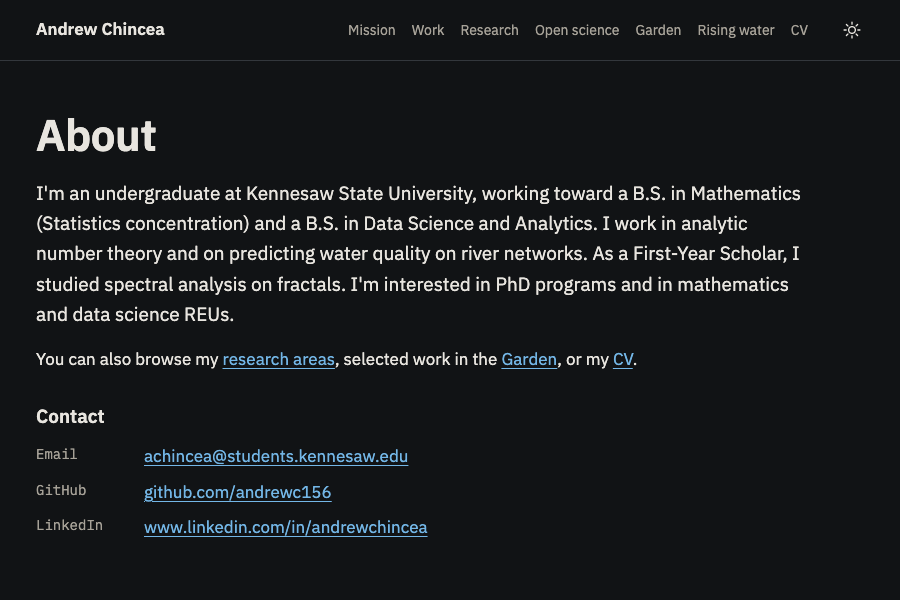 Andrew Chincea
Mission Work Research Open science Garden Rising water CV
About
I'm an undergraduate at Kennesaw State University, working toward a B.S. in Mathematics
(Statistics concentration) and a B.S. in Data Science and Analytics. I work in analytic
number theory and on predicting water quality on river networks. As a First-Year Scholar, I
studied spectral analysis on fractals. I'm interested in PhD programs and in mathematics
and data science REUs.
You can also browse my research areas, selected work in the Garden, or my CV.
Contact
Email achincea@students.kennesaw.edu
GitHub github.com/andrewc156
LinkedIn www.linkedin.com/in/andrewchincea